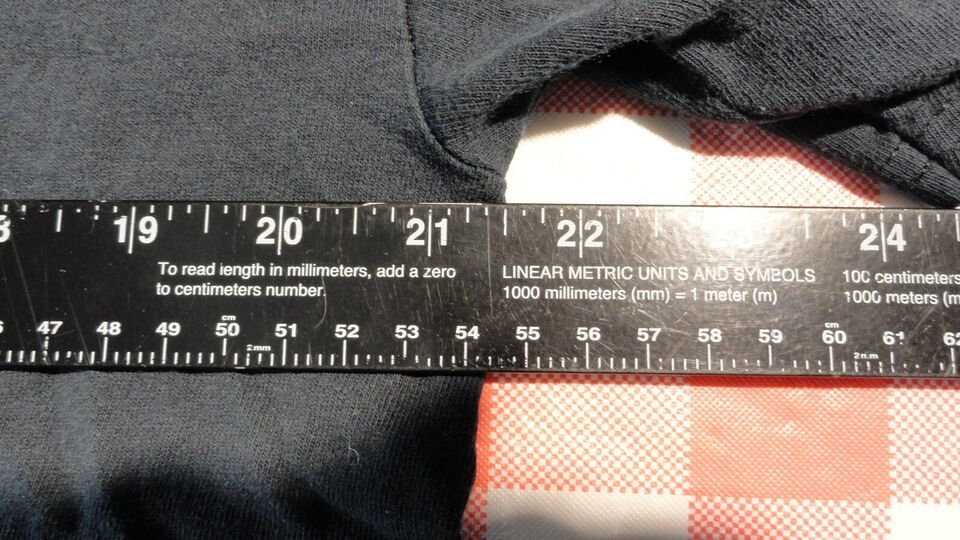 19 20 21 22 24
To read length in millimeters, add a zero
to centimeters number.
LINEAR METRIC UNITS AND SYMBOLS
1000 millimeters (mm) = 1 meter (m)
100 centimeters
1000 meters (m
cm cm
47 48 49 50 51 52 53 54 55 56 57 58 59 60 61 62
2mm